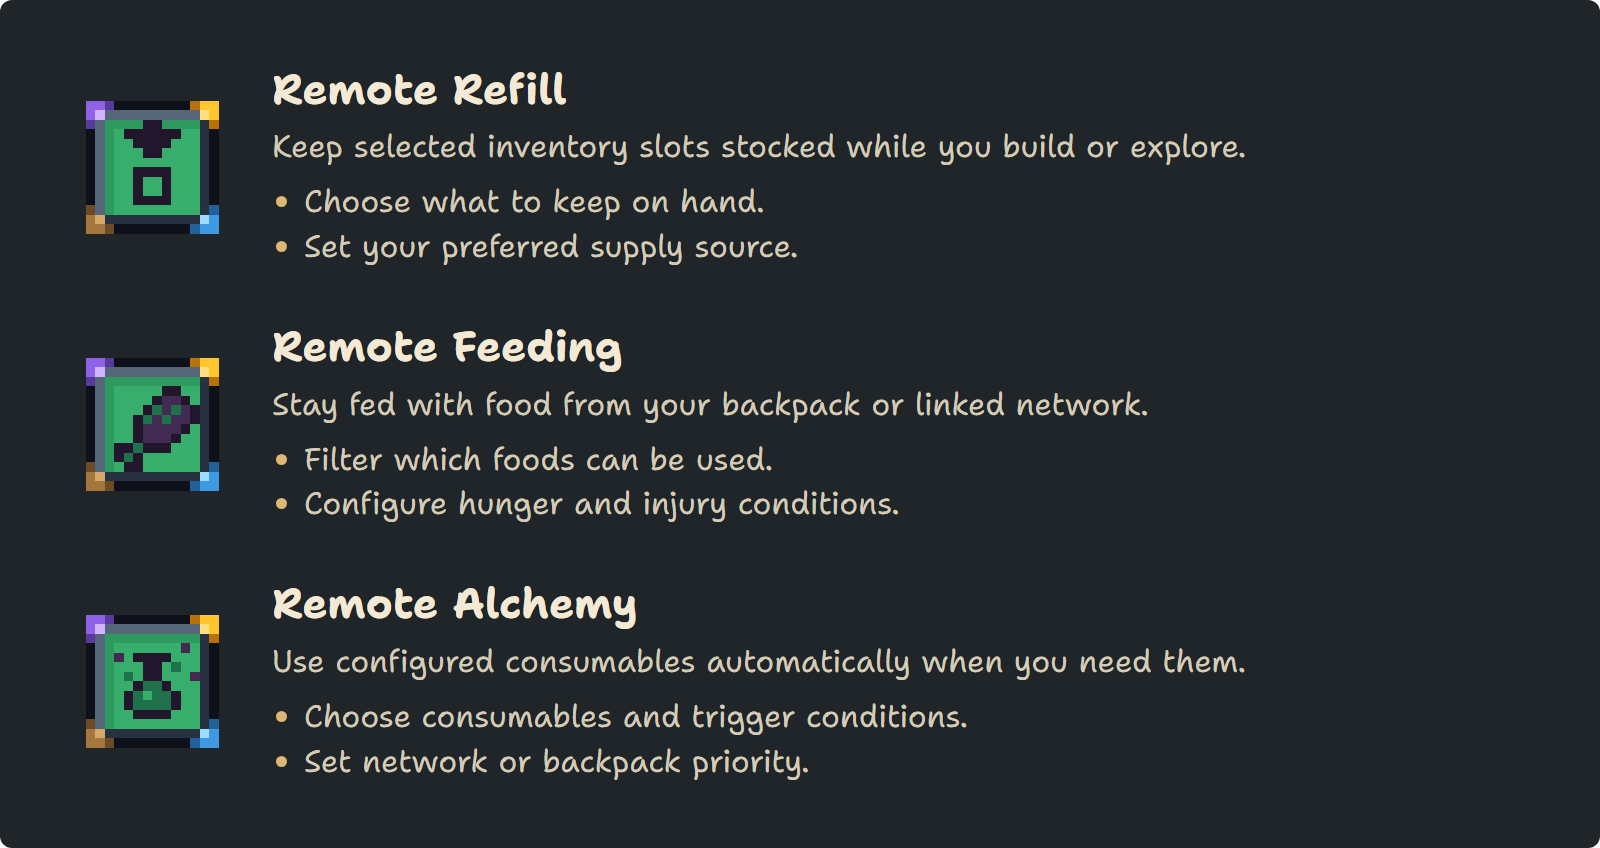 Remote Refill
Keep selected inventory slots stocked while you build or explore.
• Choose what to keep on hand.
• Set your preferred supply source.
Remote Feeding
Stay fed with food from your backpack or linked network.
• Filter which foods can be used.
• Configure hunger and injury conditions.
Remote Alchemy
Use configured consumables automatically when you need them.
• Choose consumables and trigger conditions.
• Set network or backpack priority.